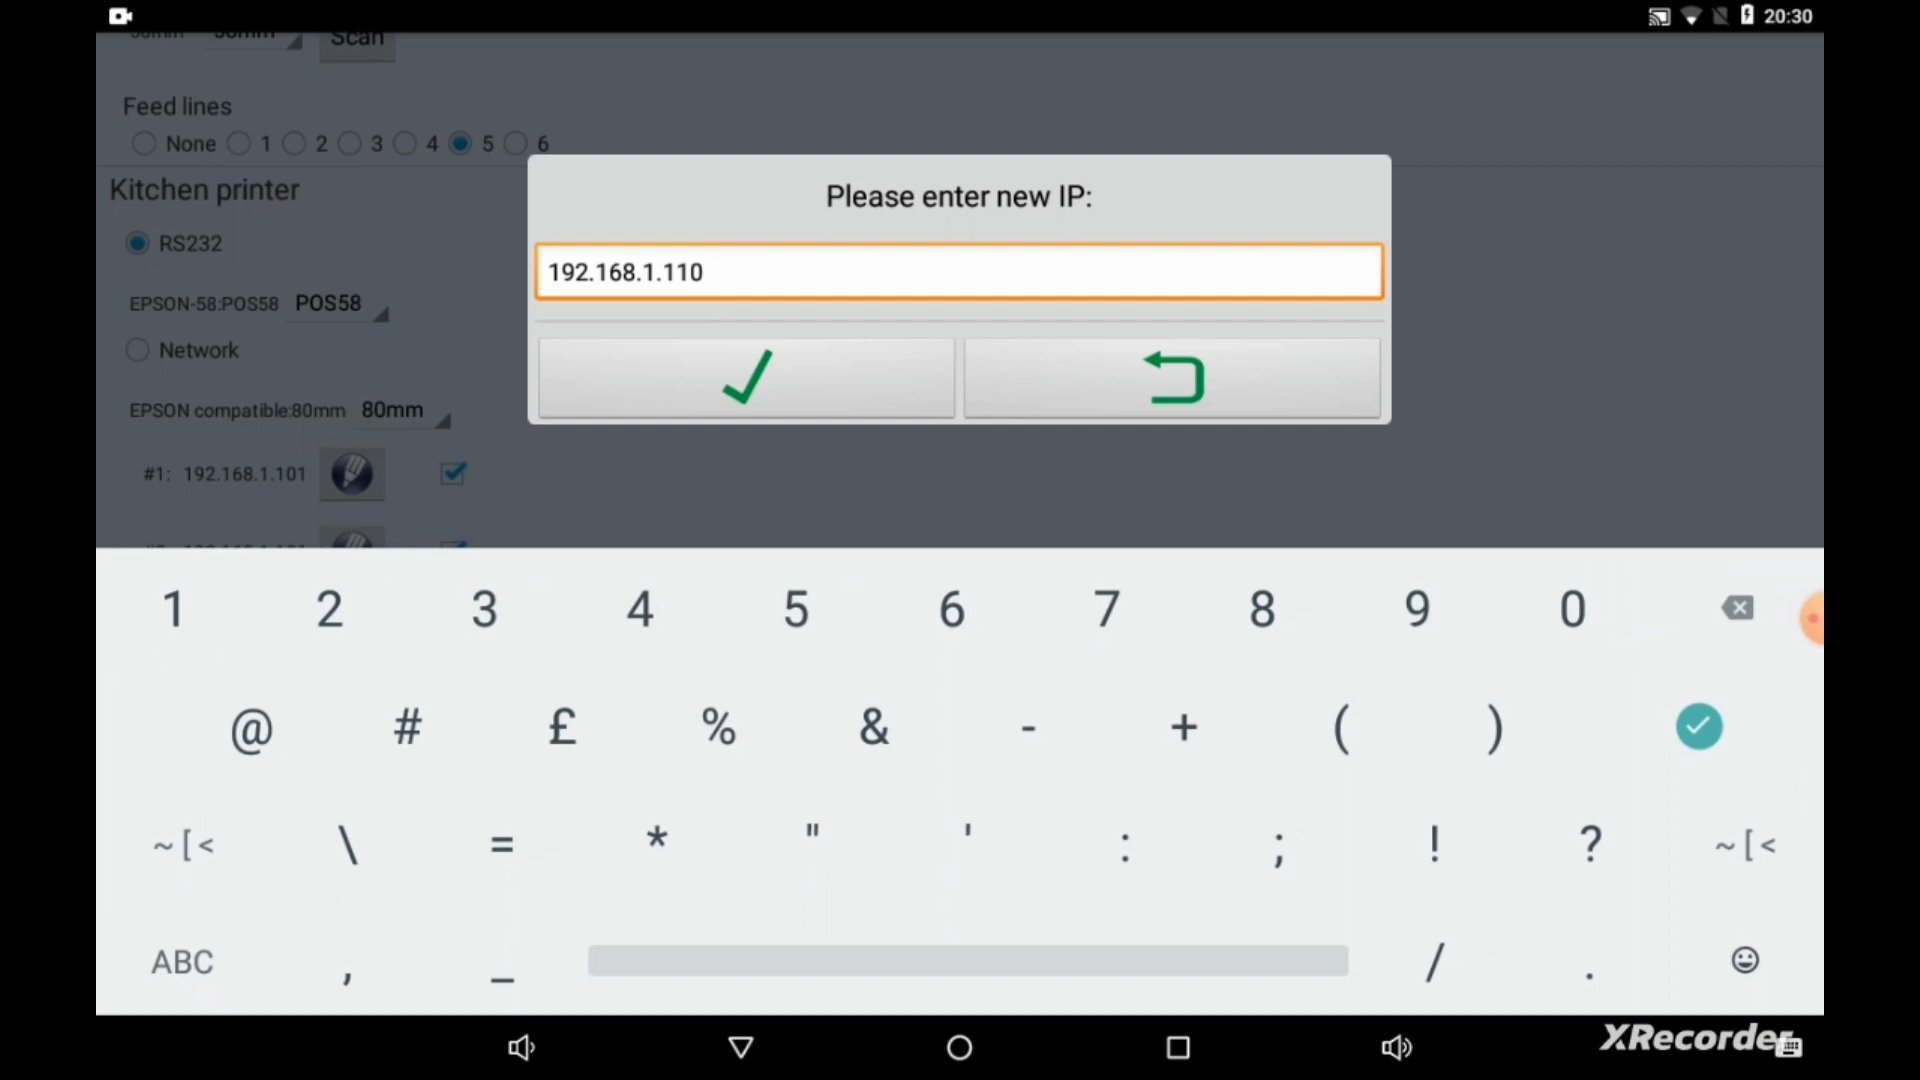 20:30
58mm 58mm Scan
Feed lines
None 1 2 3 4 5 6
Kitchen printer
RS232
EPSON-58:POS58 POS58
Network
EPSON compatible:80mm 80mm
#1: 192.168.1.101
Please enter new IP:
192.168.1.110
1 2 3 4 5 6 7 8 9 0
@ # £ % & - + ( )
~ [ < \ = * " ' : ; ! ? ~ [ <
ABC , _ / .
XRecorder